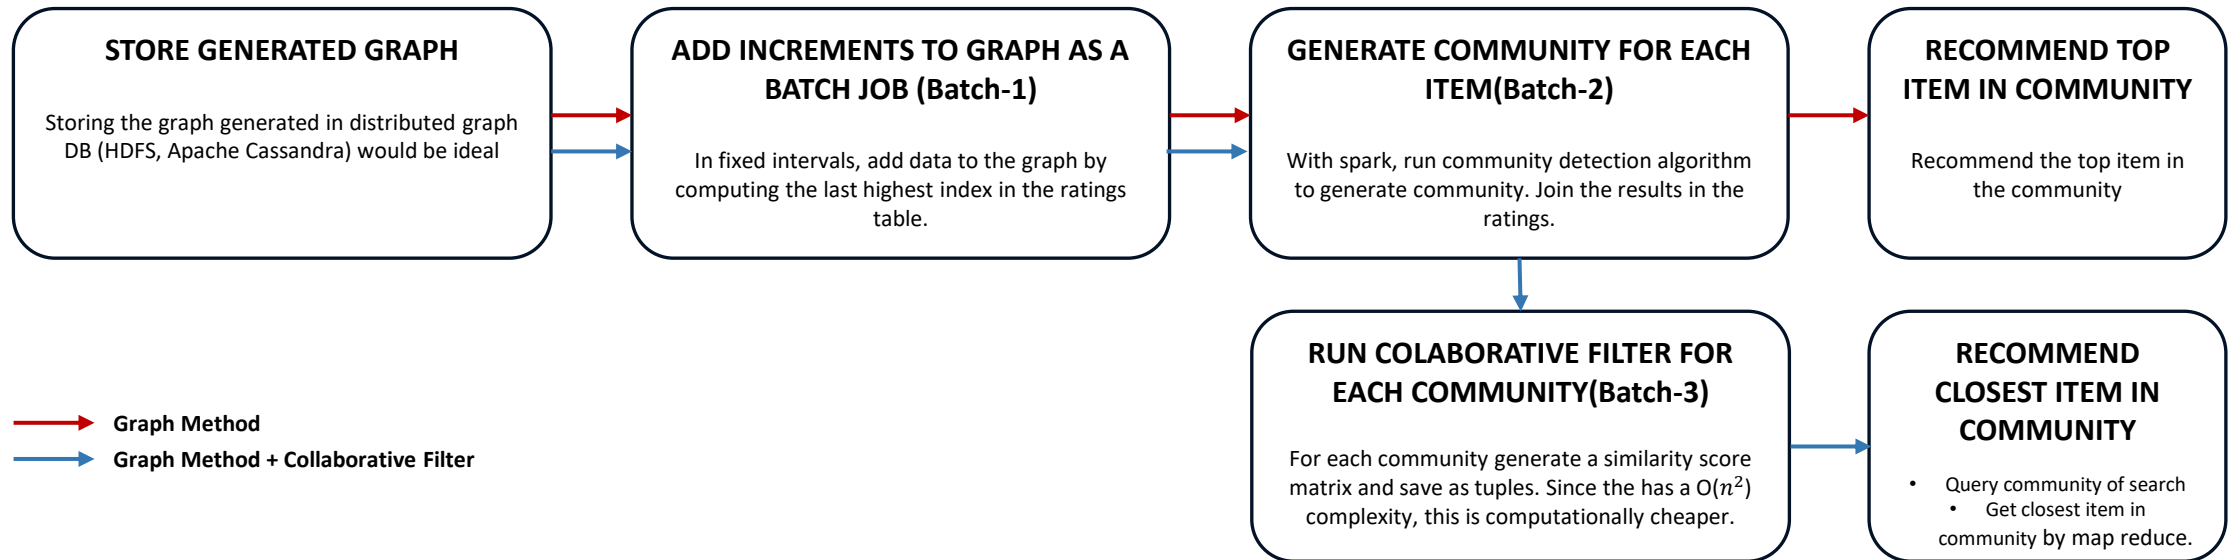 STORE GENERATED GRAPH
Storing the graph generated in distributed graph
DB (HDFS, Apache Cassandra) would be ideal
ADD INCREMENTS TO GRAPH AS A
BATCH JOB (Batch-1)
In fixed intervals, add data to the graph by
computing the last highest index in the ratings
table.
GENERATE COMMUNITY FOR EACH
ITEM(Batch-2)
With spark, run community detection algorithm
to generate community. Join the results in the
ratings.
RECOMMEND TOP
ITEM IN COMMUNITY
Recommend the top item in
the community
RUN COLABORATIVE FILTER FOR
EACH COMMUNITY(Batch-3)
For each community generate a similarity score
matrix and save as tuples. Since the has a O(n²)
complexity, this is computationally cheaper.
RECOMMEND
CLOSEST ITEM IN
COMMUNITY
• Query community of search
• Get closest item in
community by map reduce.
Graph Method
Graph Method + Collaborative Filter